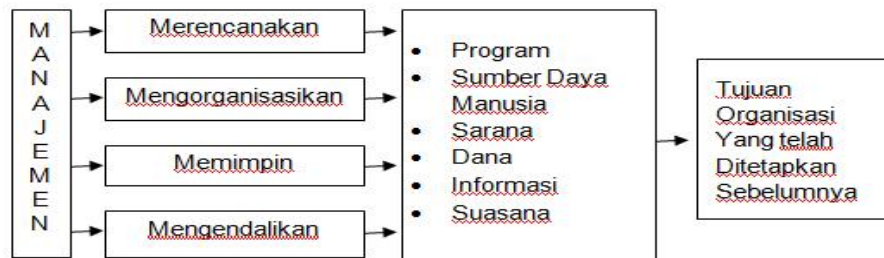 M
A
N
A
J
E
M
E
N
Merencanakan
Mengorganisasikan
Memimpin
Mengendalikan
• Program
• Sumber Daya
Manusia
• Sarana
• Dana
• Informasi
• Suasana
Tujuan
Organisasi
Yang telah
Ditetapkan
Sebelumnya